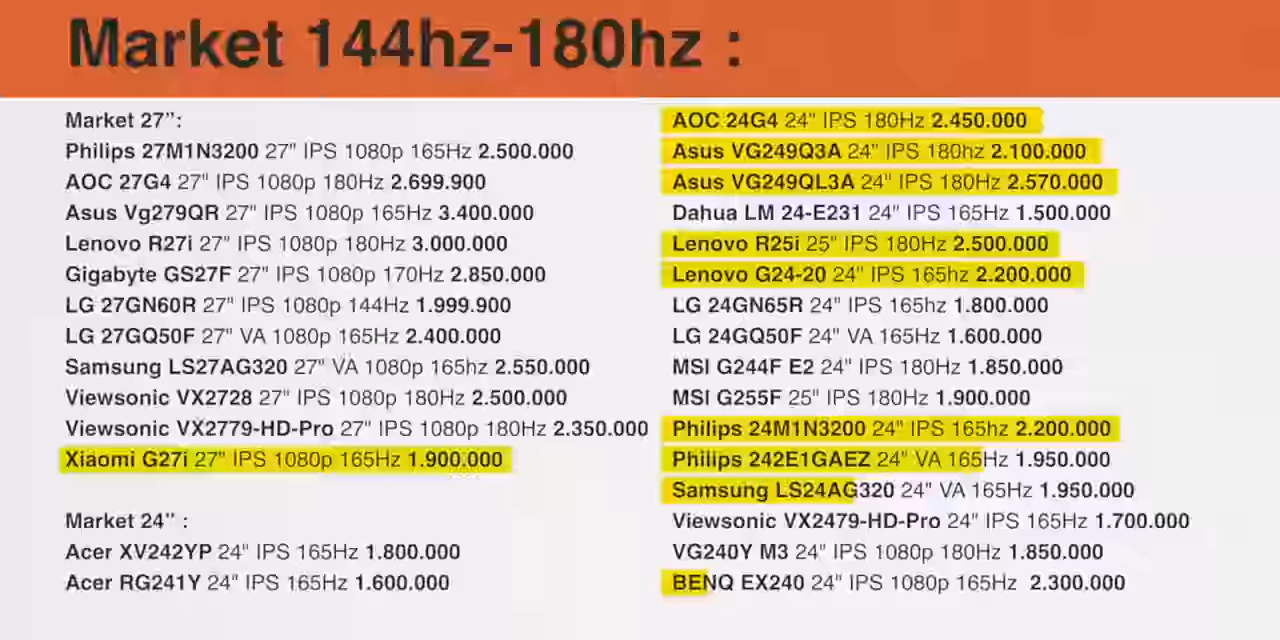 Market 144hz-180hz :
Market 27”:
Philips 27M1N3200 27" IPS 1080p 165Hz 2.500.000
AOC 27G4 27" IPS 1080p 180Hz 2.699.900
Asus Vg279QR 27" IPS 1080p 165Hz 3.400.000
Lenovo R27i 27" IPS 1080p 180Hz 3.000.000
Gigabyte GS27F 27" IPS 1080p 170Hz 2.850.000
LG 27GN60R 27" IPS 1080p 144Hz 1.999.900
LG 27GQ50F 27" VA 1080p 165Hz 2.400.000
Samsung LS27AG320 27" VA 1080p 165hz 2.550.000
Viewsonic VX2728 27" IPS 1080p 180Hz 2.500.000
Viewsonic VX2779-HD-Pro 27" IPS 1080p 180Hz 2.350.000
Xiaomi G27i 27" IPS 1080p 165Hz 1.900.000
Market 24” :
Acer XV242YP 24" IPS 165Hz 1.800.000
Acer RG241Y 24" IPS 165Hz 1.600.000
AOC 24G4 24" IPS 180Hz 2.450.000
Asus VG249Q3A 24" IPS 180hz 2.100.000
Asus VG249QL3A 24" IPS 180Hz 2.570.000
Dahua LM 24-E231 24" IPS 165Hz 1.500.000
Lenovo R25i 25" IPS 180Hz 2.500.000
Lenovo G24-20 24" IPS 165hz 2.200.000
LG 24GN65R 24" IPS 165hz 1.800.000
LG 24GQ50F 24" VA 165Hz 1.600.000
MSI G244F E2 24" IPS 180Hz 1.850.000
MSI G255F 25" IPS 180Hz 1.900.000
Philips 24M1N3200 24" IPS 165hz 2.200.000
Philips 242E1GAEZ 24" VA 165Hz 1.950.000
Samsung LS24AG320 24" VA 165Hz 1.950.000
Viewsonic VX2479-HD-Pro 24" IPS 165Hz 1.700.000
VG240Y M3 24" IPS 1080p 180Hz 1.850.000
BENQ EX240 24" IPS 1080p 165Hz 2.300.000